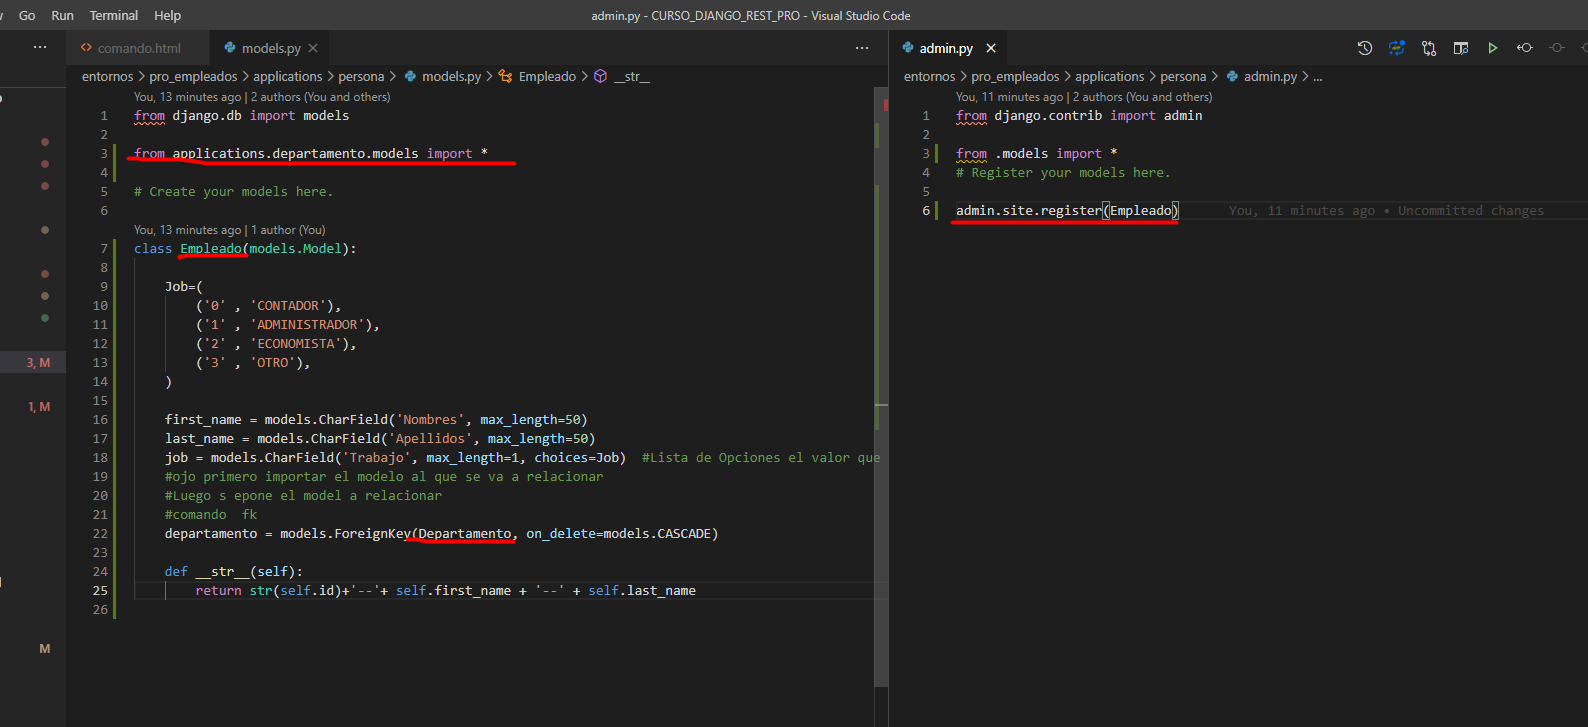 Go Run Terminal Help
admin.py - CURSO_DJANGO_REST_PRO - Visual Studio Code
comando.html
models.py
entornos > pro_empleados > applications > persona > models.py > Empleado > __str__
You, 13 minutes ago | 2 authors (You and others)
1 from django.db import models
2
3 from applications.departamento.models import *
4
5 # Create your models here.
6
You, 13 minutes ago | 1 author (You)
7 class Empleado(models.Model):
8
9 Job=(
10 ('0' , 'CONTADOR'),
11 ('1' , 'ADMINISTRADOR'),
12 ('2' , 'ECONOMISTA'),
13 ('3' , 'OTRO'),
14 )
15
16 first_name = models.CharField('Nombres', max_length=50)
17 last_name = models.CharField('Apellidos', max_length=50)
18 job = models.CharField('Trabajo', max_length=1, choices=Job) #Lista de Opciones el valor que
19 #ojo primero importar el modelo al que se va a relacionar
20 #Luego s epone el model a relacionar
21 #comando fk
22 departamento = models.ForeignKey(Departamento, on_delete=models.CASCADE)
23
24 def __str__(self):
25 return str(self.id)+'--'+ self.first_name + '--' + self.last_name
26
3, M
1, M
M
admin.py
entornos > pro_empleados > applications > persona > admin.py > ...
You, 11 minutes ago | 2 authors (You and others)
1 from django.contrib import admin
2
3 from .models import *
4 # Register your models here.
5
6 admin.site.register(Empleado) You, 11 minutes ago • Uncommitted changes